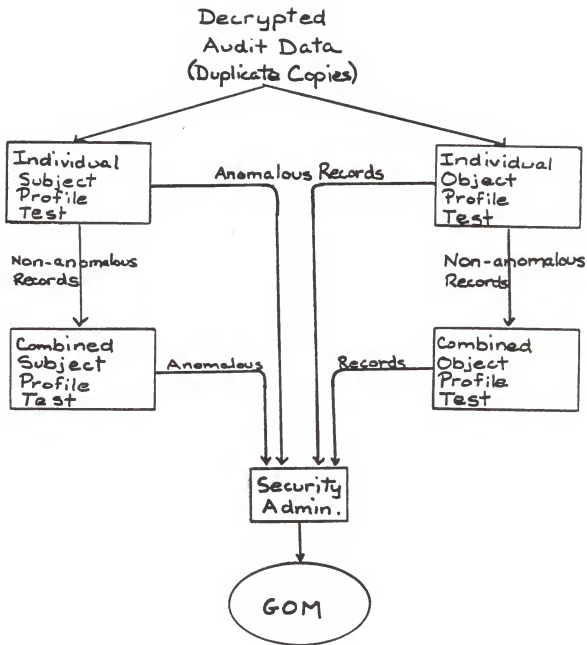 Decrypted
Audit Data
(Duplicate Copies)
Individual
Subject
Profile
Test
Anomalous Records
Individual
Object
Profile
Test
Non-anomalous
Records
Non-anomalous
Records
Combined
Subject
Profile
Test
Anomalous
Records
Combined
Object
Profile
Test
Security
Admin.
GOM